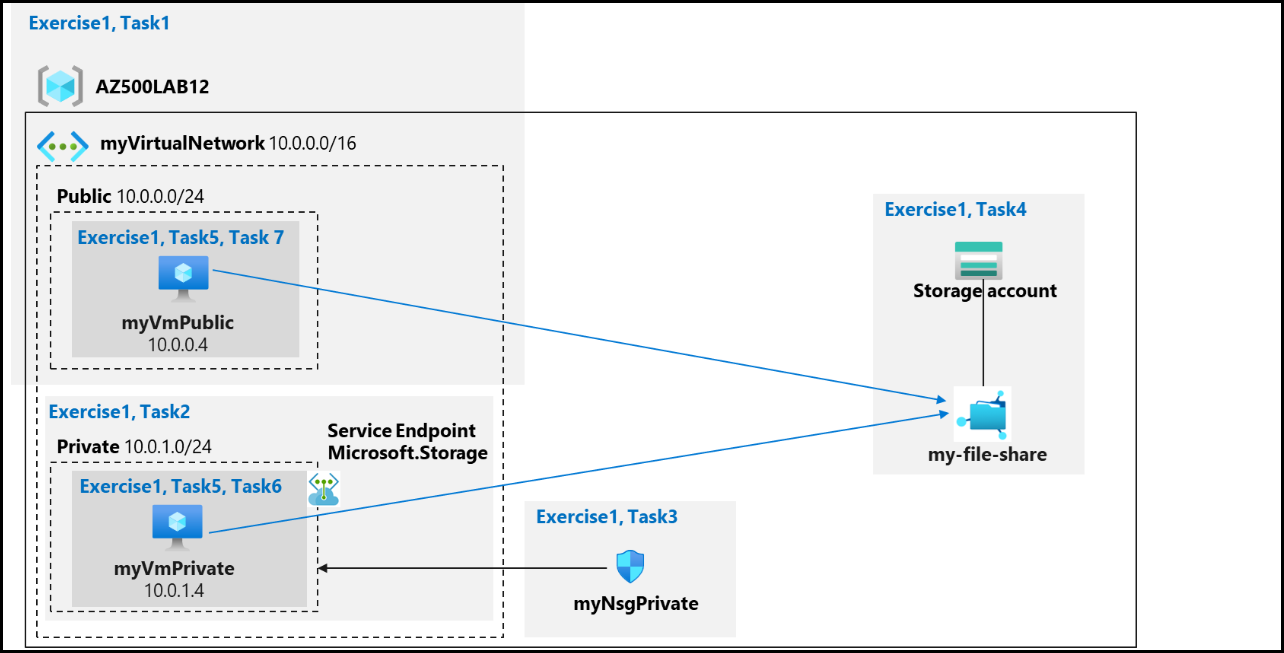 Exercise1, Task1
AZ500LAB12
myVirtualNetwork 10.0.0.0/16
Public 10.0.0.0/24
Exercise1, Task5, Task 7
myVmPublic
10.0.0.4
Exercise1, Task2
Private 10.0.1.0/24
Service Endpoint
Microsoft.Storage
Exercise1, Task5, Task6
myVmPrivate
10.0.1.4
Exercise1, Task3
myNsgPrivate
Exercise1, Task4
Storage account
my-file-share